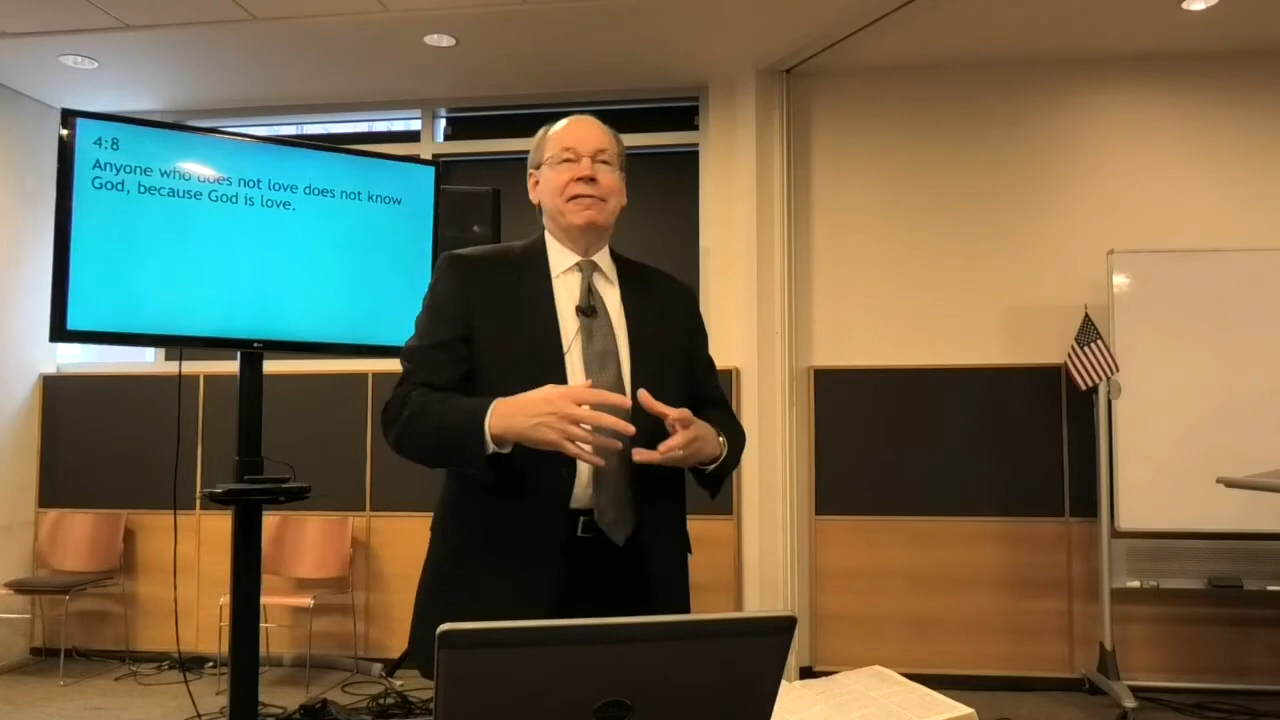 4:8
Anyone who does not love does not know
God, because God is love.